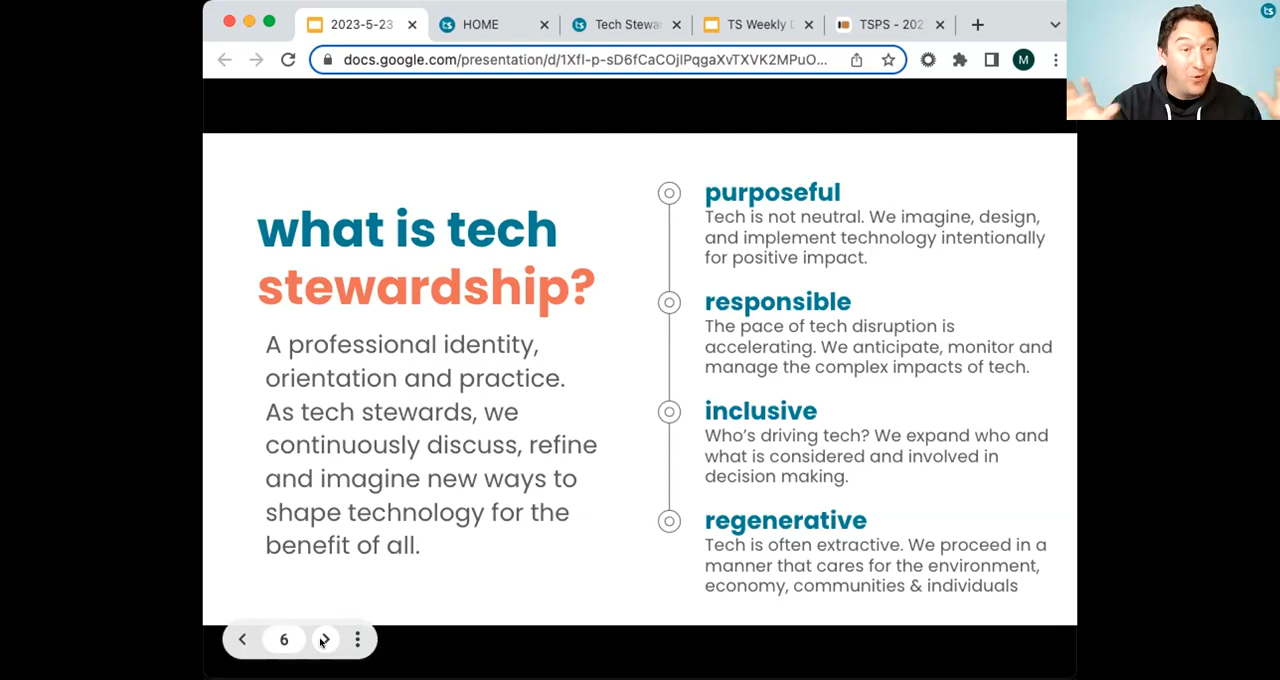 2023-5-23
HOME
Tech Stewa
TS Weekly
TSPS - 202
ts
docs.google.com/presentation/d/1XfI-p-sD6fCaCOjIPqgaXvTXVK2MPuO...
M
what is tech
stewardship?
A professional identity,
orientation and practice.
As tech stewards, we
continuously discuss, refine
and imagine new ways to
shape technology for the
benefit of all.
purposeful
Tech is not neutral. We imagine, design,
and implement technology intentionally
for positive impact.
responsible
The pace of tech disruption is
accelerating. We anticipate, monitor and
manage the complex impacts of tech.
inclusive
Who’s driving tech? We expand who and
what is considered and involved in
decision making.
regenerative
Tech is often extractive. We proceed in a
manner that cares for the environment,
economy, communities & individuals
6